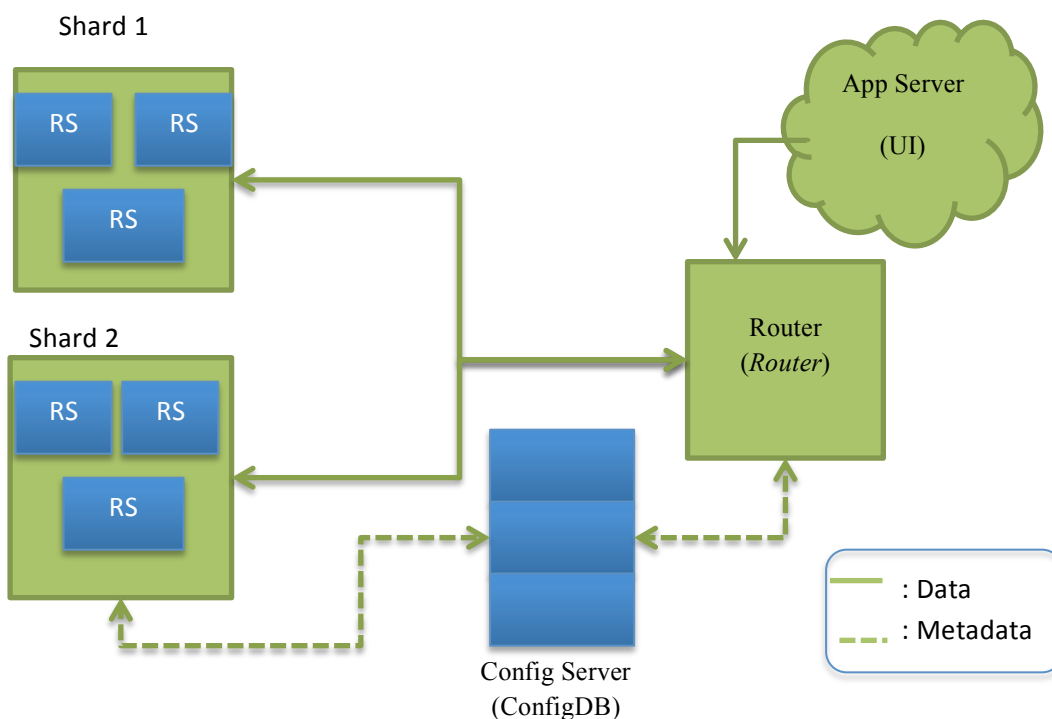 Shard 1
RS
RS
RS
App Server
(UI)
Shard 2
RS
RS
RS
Router
(Router)
Config Server
(ConfigDB)
: Data
: Metadata